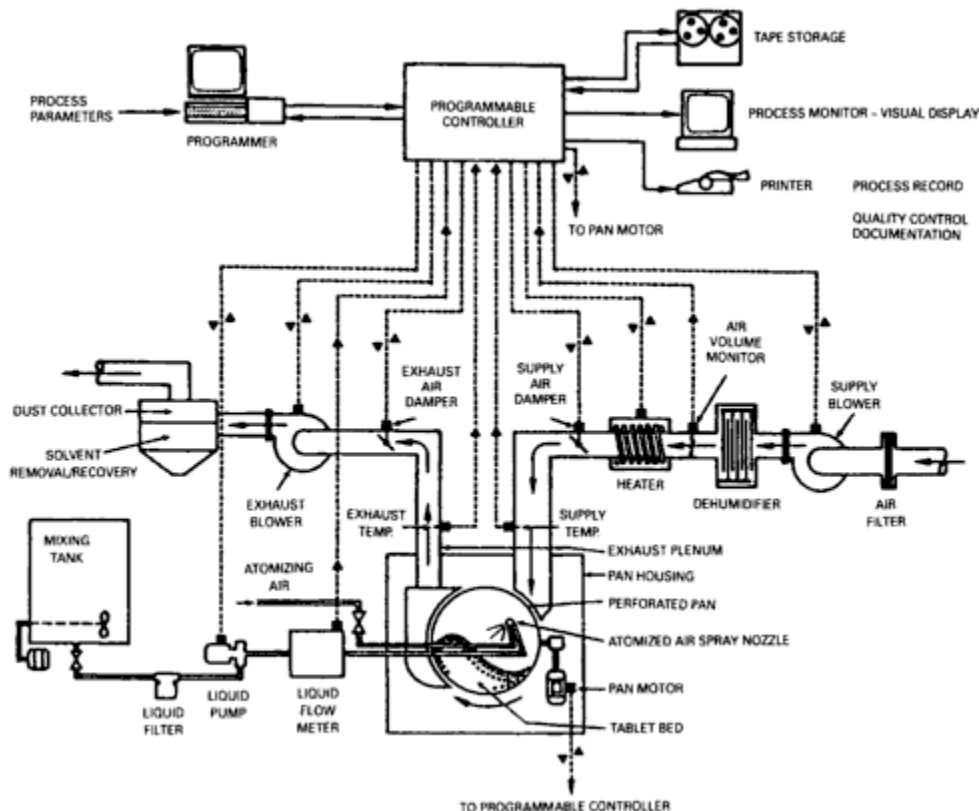 TAPE STORAGE
PROCESS
PARAMETERS
PROGRAMMER
PROGRAMMABLE
CONTROLLER
PROCESS MONITOR – VISUAL DISPLAY
PRINTER
PROCESS RECORD
QUALITY CONTROL
DOCUMENTATION
TO PAN MOTOR
DUST COLLECTOR
SOLVENT
REMOVAL/RECOVERY
EXHAUST
BLOWER
EXHAUST
AIR
DAMPER
SUPPLY
AIR
DAMPER
AIR
VOLUME
MONITOR
SUPPLY
BLOWER
HEATER
DEHUMIDIFIER
AIR
FILTER
EXHAUST
TEMP.
SUPPLY
TEMP.
MIXING
TANK
ATOMIZING
AIR
EXHAUST PLENUM
PAN HOUSING
PERFORATED PAN
ATOMIZED AIR SPRAY NOZZLE
PAN MOTOR
TABLET BED
LIQUID
FILTER
LIQUID
PUMP
LIQUID
FLOW
METER
TO PROGRAMMABLE CONTROLLER